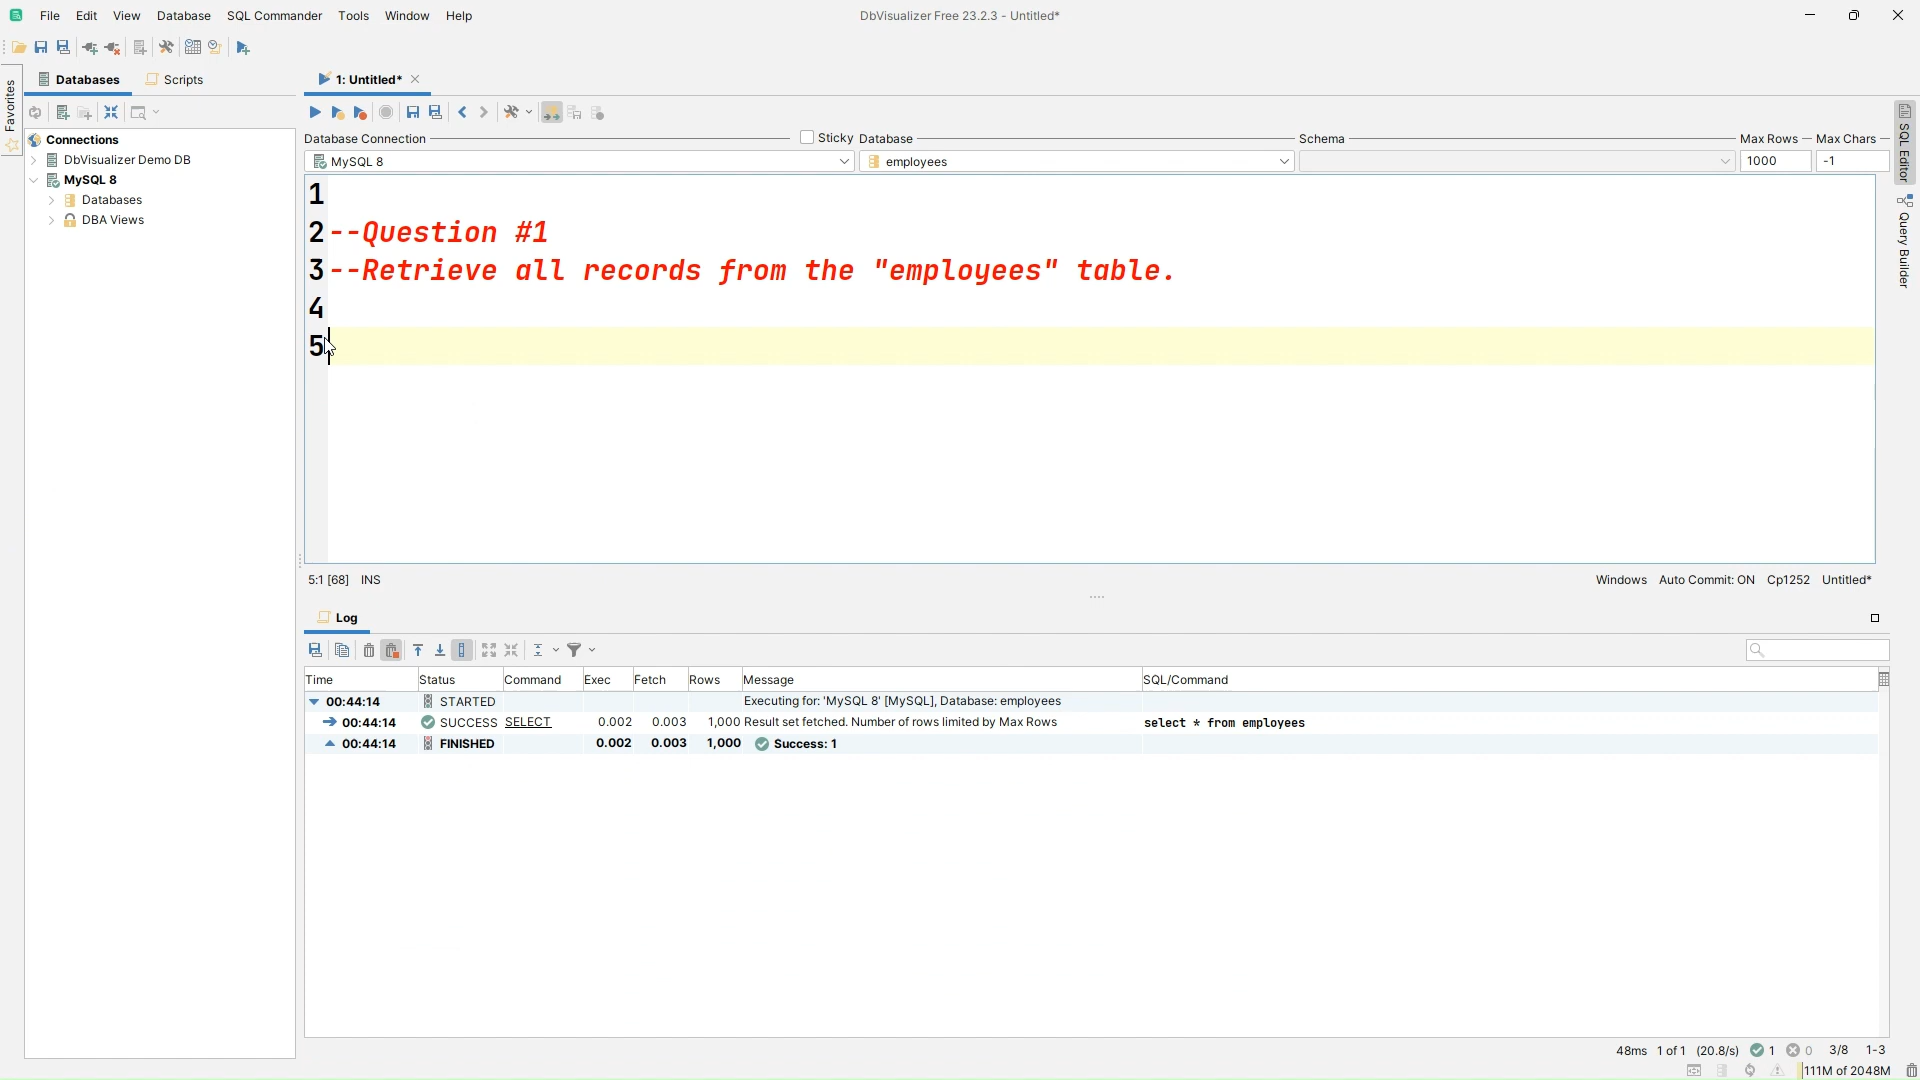 File Edit View Database SQL Commander Tools Window Help
DbVisualizer Free 23.2.3 - Untitled*
Favorites
Databases Scripts
Connections
DbVisualizer Demo DB
MySQL 8
Databases
DBA Views
1: Untitled*
Database Connection Sticky Database Schema Max Rows Max Chars
MySQL 8 employees 1000 -1
1
2 --Question #1
3 --Retrieve all records from the "employees" table.
4
5
5:1 [68] INS
Windows Auto Commit: ON Cp1252 Untitled*
SQL Editor
Query Builder
Log
Time Status Command Exec Fetch Rows Message SQL/Command
00:44:14 STARTED Executing for: 'MySQL 8' [MySQL], Database: employees
00:44:14 SUCCESS SELECT 0.002 0.003 1,000 Result set fetched. Number of rows limited by Max Rows select * from employees
00:44:14 FINISHED 0.002 0.003 1,000 Success: 1
48ms 1 of 1 (20.8/s) 1 0 3/8 1-3
111M of 2048M